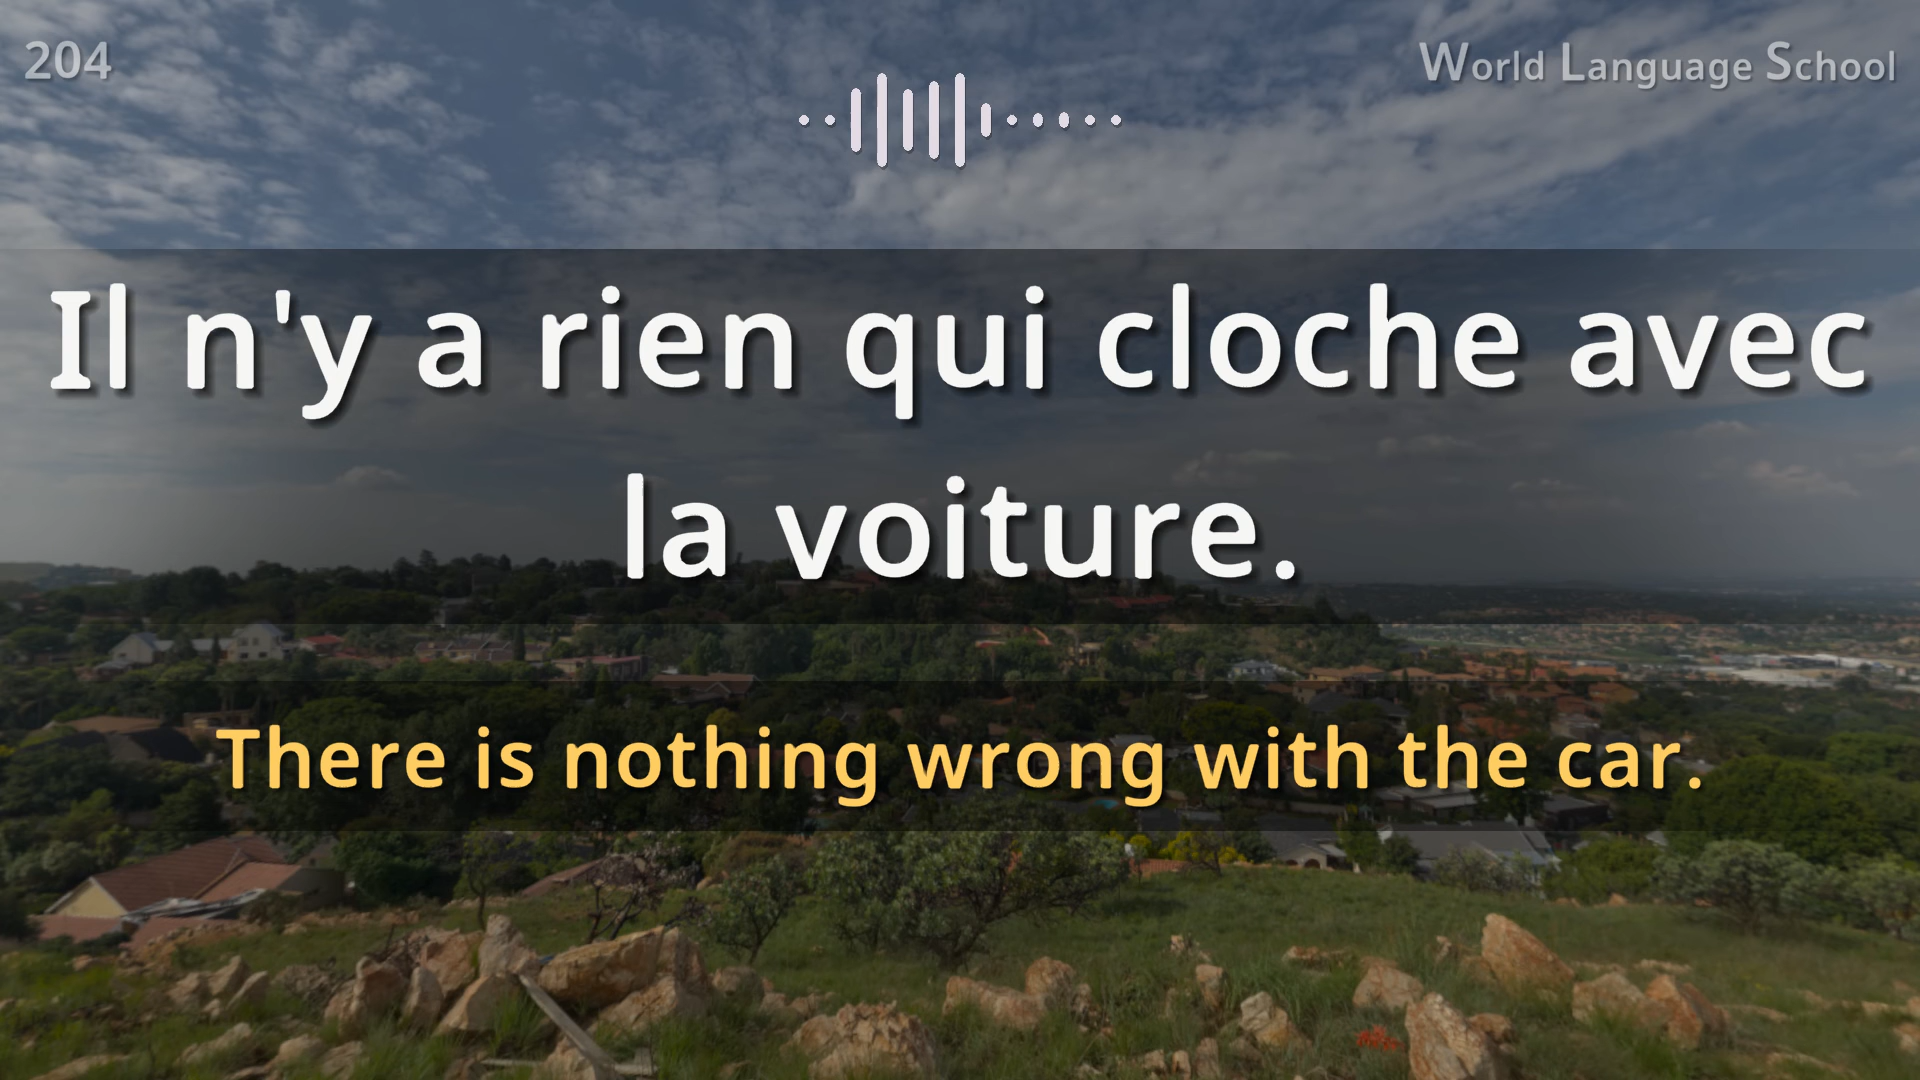 204
World Language School
Il n'y a rien qui cloche avec
la voiture.
There is nothing wrong with the car.